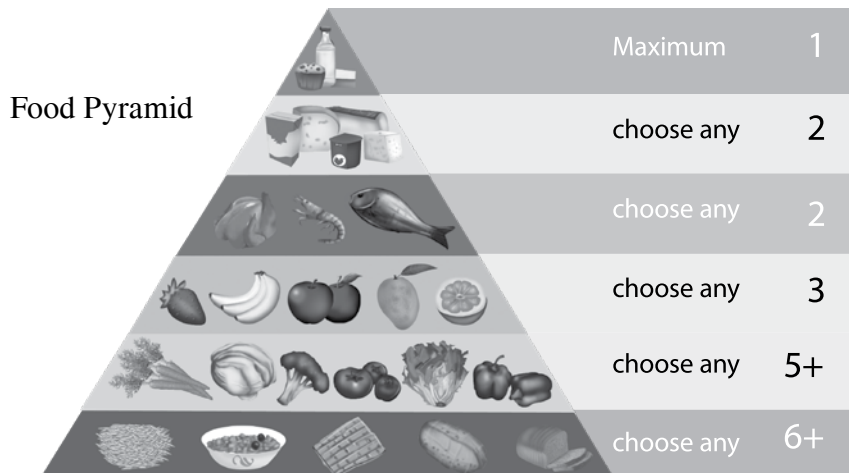 Food Pyramid
Maximum 1
choose any 2
choose any 2
choose any 3
choose any 5+
choose any 6+